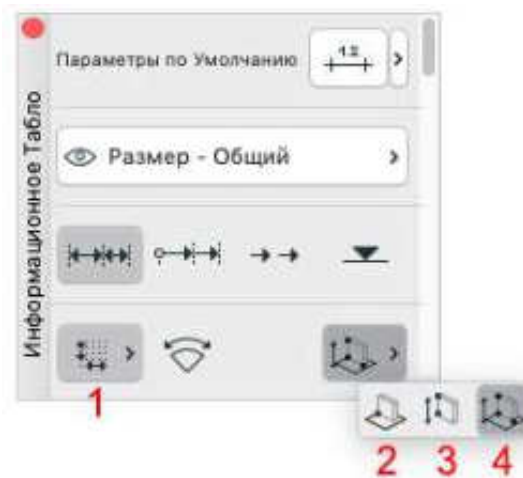 Параметры по Умолчанию
Информационное Табло
Размер - Общий
1
2 3 4